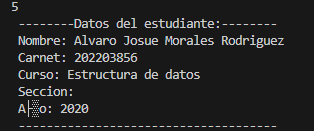 5
--------Datos del estudiante:--------
Nombre: Alvaro Josue Morales Rodriguez
Carnet: 202203856
Curso: Estructura de datos
Seccion:
A├▒o: 2020
-------------------------------------